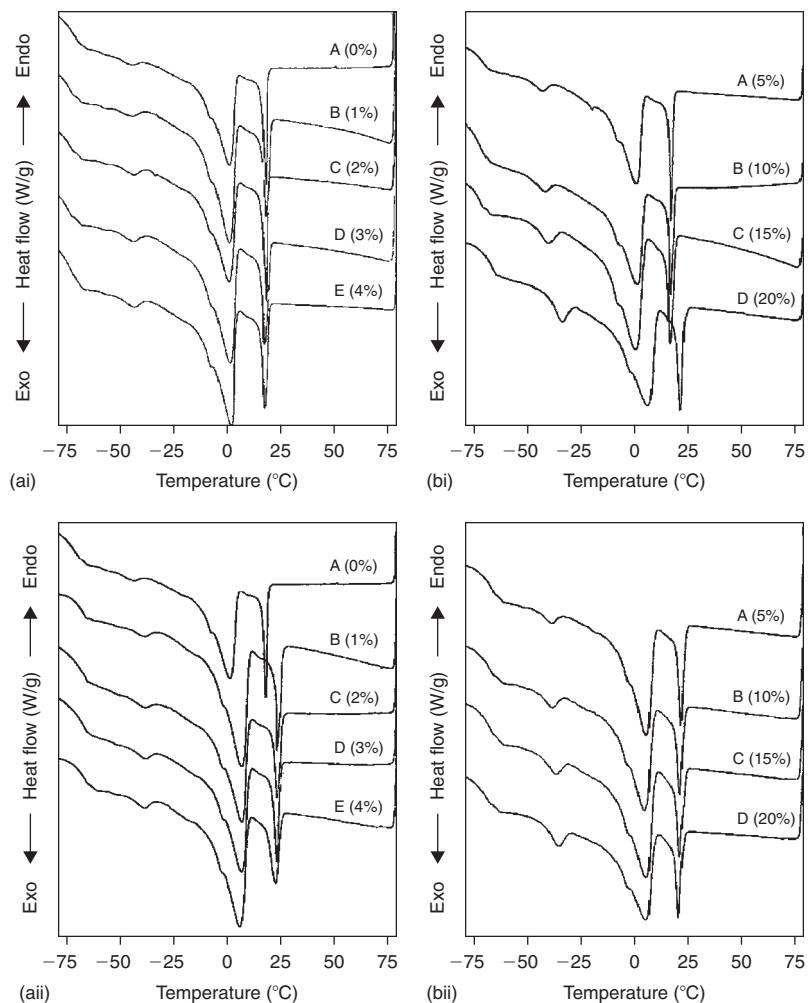 Endo
Heat flow (W/g)
Exo
A (0%)
B (1%)
C (2%)
D (3%)
E (4%)
−75 −50 −25 0 25 50 75
Temperature (°C)
(ai)
Endo
Heat flow (W/g)
Exo
A (5%)
B (10%)
C (15%)
D (20%)
−75 −50 −25 0 25 50 75
Temperature (°C)
(bi)
Endo
Heat flow (W/g)
Exo
A (0%)
B (1%)
C (2%)
D (3%)
E (4%)
−75 −50 −25 0 25 50 75
Temperature (°C)
(aii)
Endo
Heat flow (W/g)
Exo
A (5%)
B (10%)
C (15%)
D (20%)
−75 −50 −25 0 25 50 75
Temperature (°C)
(bii)